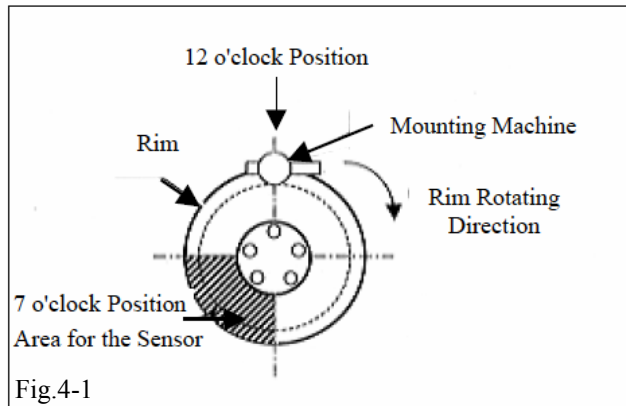 12 o'clock Position
Mounting Machine
Rim
Rim Rotating
Direction
7 o'clock Position
Area for the Sensor
Fig.4-1